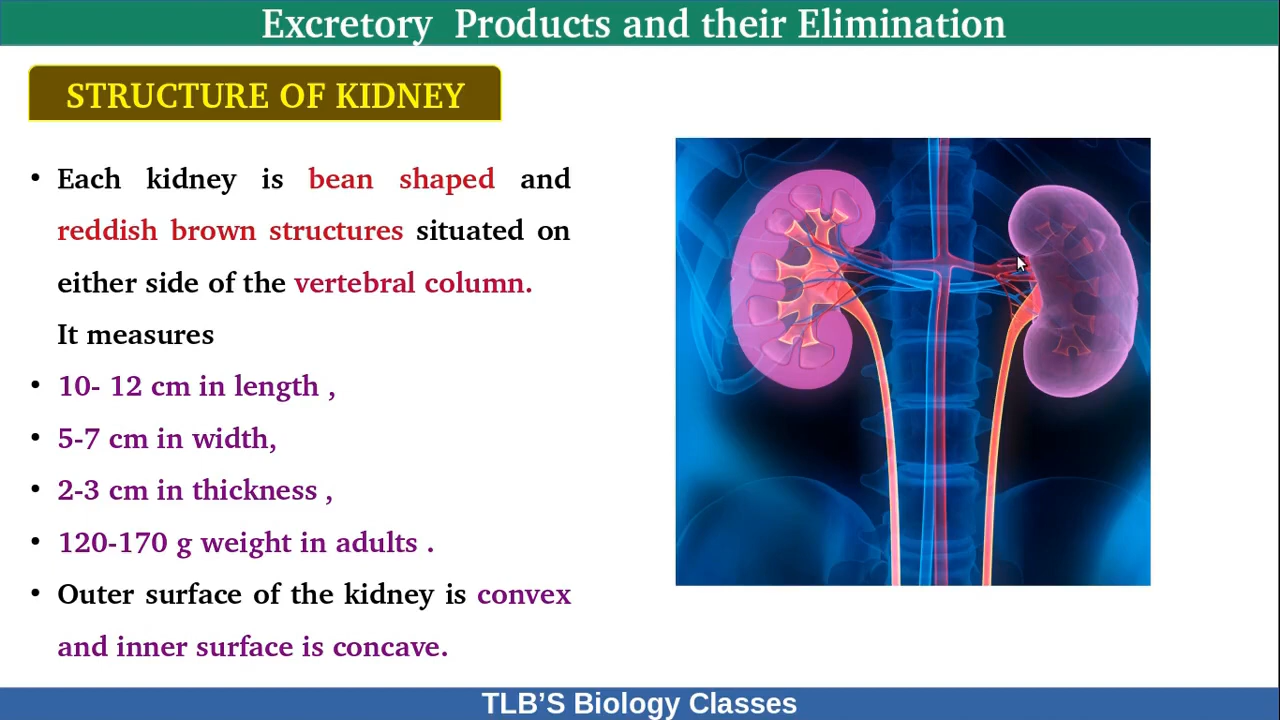 Excretory Products and their Elimination
STRUCTURE OF KIDNEY
• Each kidney is bean shaped and
reddish brown structures situated on
either side of the vertebral column.
It measures
• 10- 12 cm in length ,
• 5-7 cm in width,
• 2-3 cm in thickness ,
• 120-170 g weight in adults .
• Outer surface of the kidney is convex
and inner surface is concave.
TLB’S Biology Classes